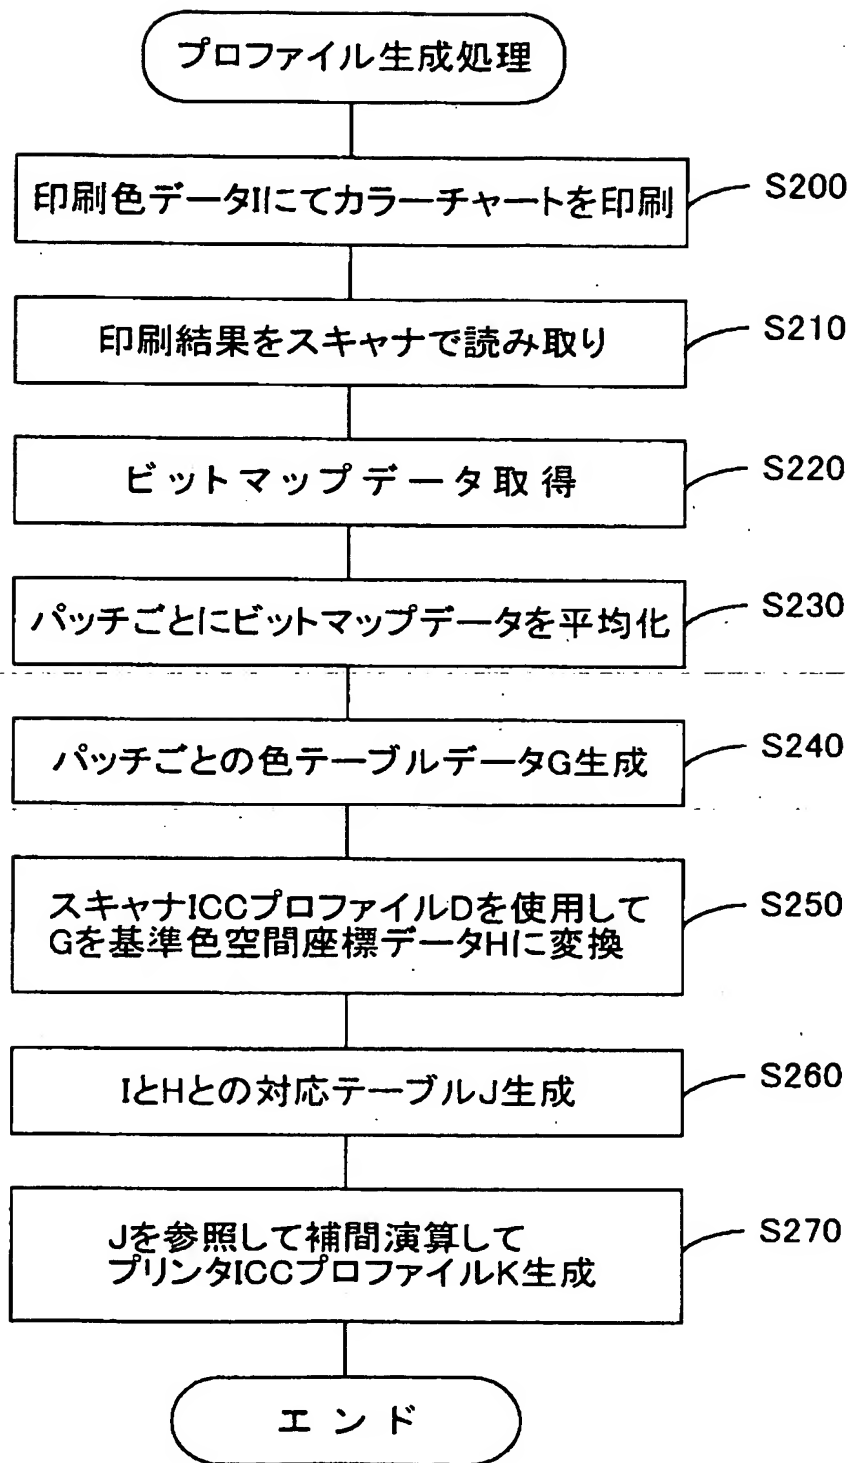 プロファイル生成処理
印刷色データIにてカラーチャートを印刷
S200
印刷結果をスキャナで読み取り
S210
ビットマップデータ取得
S220
パッチごとにビットマップデータを平均化
S230
パッチごとの色テーブルデータG生成
S240
スキャナICCプロファイルDを使用して
Gを基準色空間座標データHに変換
S250
IとHとの対応テーブルJ生成
S260
Jを参照して補間演算して
プリンタICCプロファイルK生成
S270
エンド